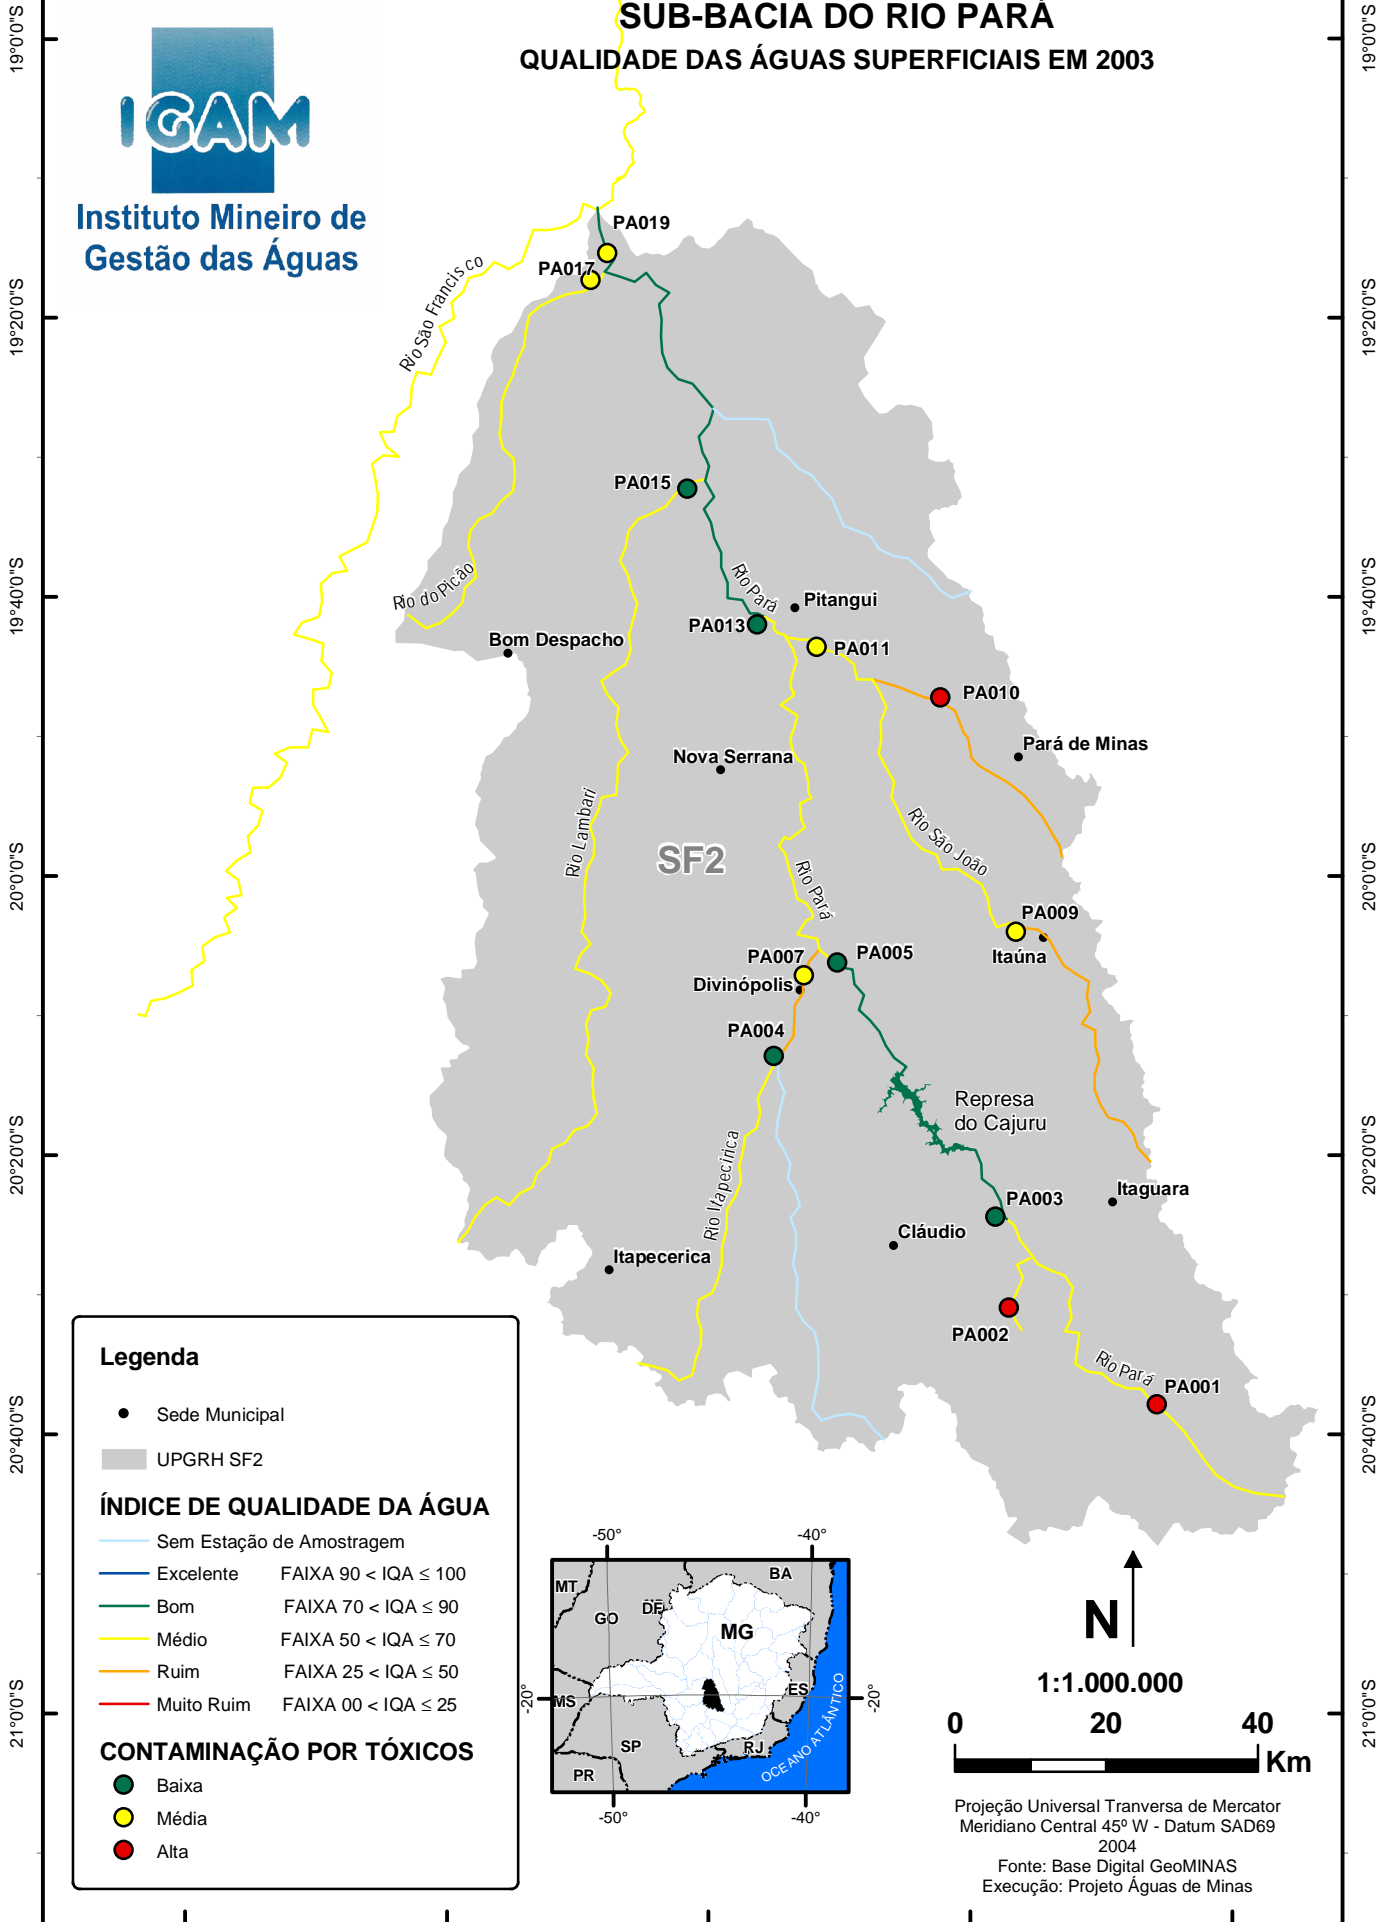 SUB-BACIA DO RIO PARÁ
QUALIDADE DAS ÁGUAS SUPERFICIAIS EM 2003
IGAM
Instituto Mineiro de
Gestão das Águas
19°0'0"S
19°20'0"S
19°40'0"S
20°0'0"S
20°20'0"S
20°40'0"S
21°0'0"S
19°0'0"S
19°20'0"S
19°40'0"S
20°0'0"S
20°20'0"S
20°40'0"S
21°0'0"S
PA019
PA017
Rio São Francisco
PA015
Rio do Picão
Rio Pará
Pitangui
PA013
PA011
Bom Despacho
PA010
Pará de Minas
Nova Serrana
Rio Lambari
Rio São João
SF2
Rio Pará
PA009
Itaúna
PA007
PA005
Divinópolis
PA004
Represa
do Cajuru
Rio Itapecirica
PA003
Itaguara
Cláudio
Itapecerica
PA002
Rio Pará
PA001
Legenda
Sede Municipal
UPGRH SF2
ÍNDICE DE QUALIDADE DA ÁGUA
Sem Estação de Amostragem
Excelente FAIXA 90 < IQA ≤ 100
Bom FAIXA 70 < IQA ≤ 90
Médio FAIXA 50 < IQA ≤ 70
Ruim FAIXA 25 < IQA ≤ 50
Muito Ruim FAIXA 00 < IQA ≤ 25
CONTAMINAÇÃO POR TÓXICOS
Baixa
Média
Alta
-50° -40°
MT
BA
GO
DF
MG
-20°
MS
ES
-20°
SP
RJ
PR
OCEANO ATLÂNTICO
-50° -40°
N
1:1.000.000
0 20 40
Km
Projeção Universal Tranversa de Mercator
Meridiano Central 45º W - Datum SAD69
2004
Fonte: Base Digital GeoMINAS
Execução: Projeto Águas de Minas